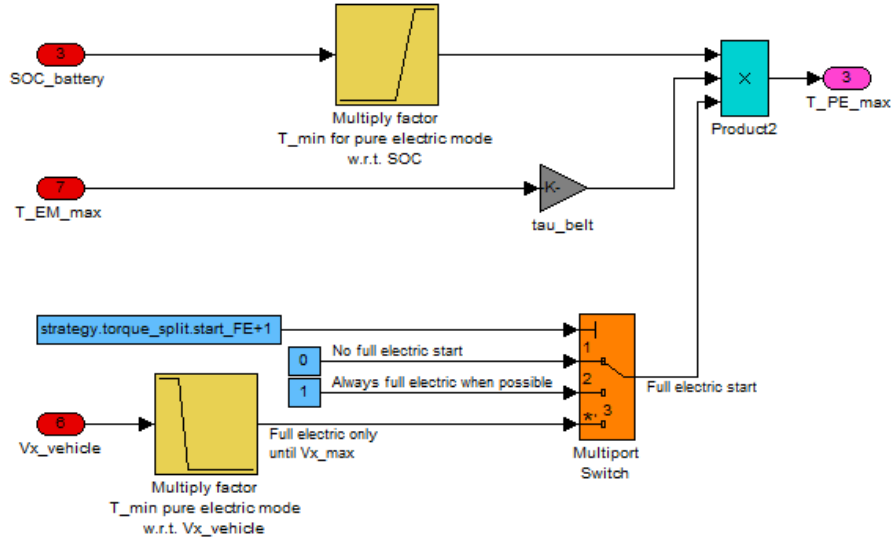 3
SOC_battery
Multiply factor
T_min for pure electric mode
w.r.t. SOC
×
Product2
3
T_PE_max
7
T_EM_max
K-
tau_belt
strategy.torque_split.start_FE+1
0
No full electric start
1
Always full electric when possible
1
2
*, 3
Full electric start
Multiport
Switch
6
Vx_vehicle
Full electric only
until Vx_max
Multiply factor
T_min pure electric mode
w.r.t. Vx_vehicle